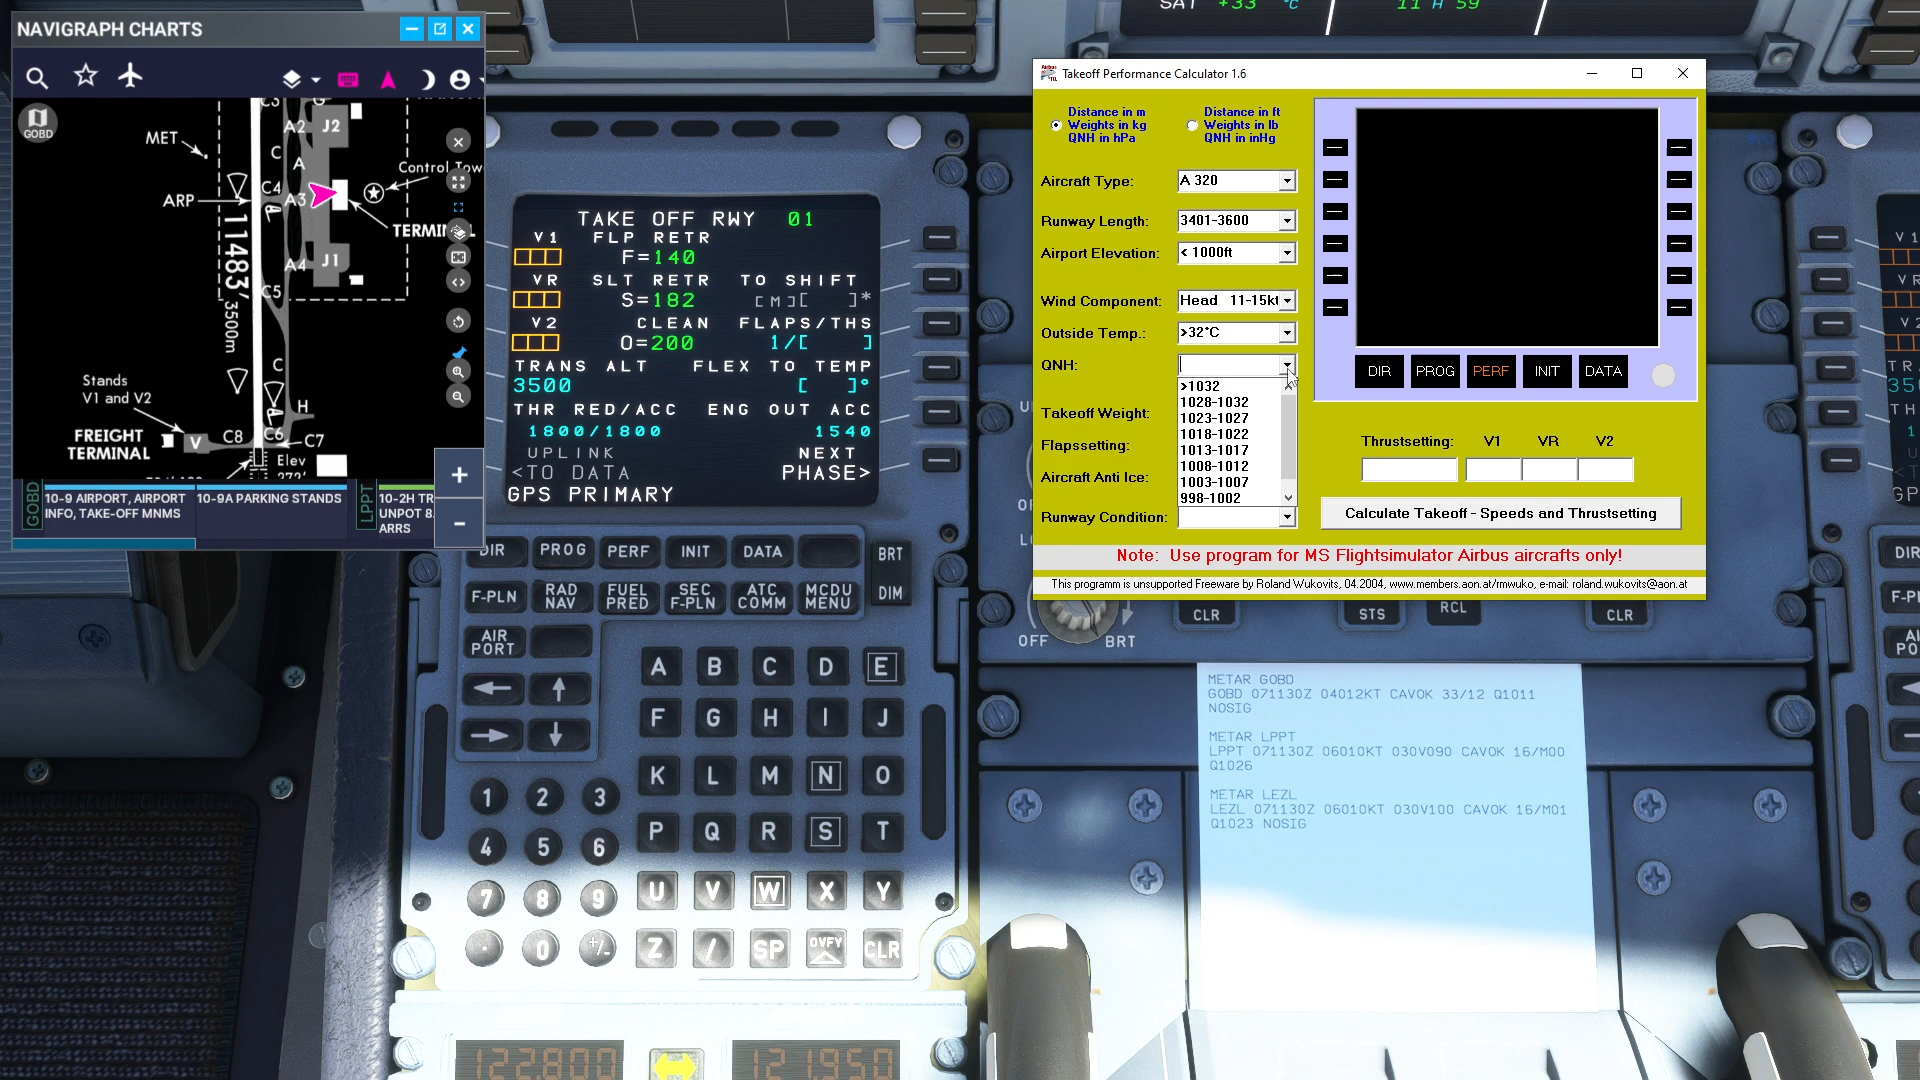 SAT +33 °C
11 H 59
NAVIGRAPH CHARTS
GOBD
MET
ARP
C3
G
A2
J2
C
A
C4
A3
Control Tow
11483'
3500m
A4
J1
C5
C
H
Stands
V1 and V2
FREIGHT
TERMINAL
V
C8
C6
C7
Elev
GOBD
10-9 AIRPORT, AIRPORT
INFO, TAKE-OFF MNMS
10-9A PARKING STANDS
LPPT
10-2H TR
UNPOT 8
ARRS
+
-
TAKE OFF RWY 01
V1 FLP RETR
F=140
VR SLT RETR TO SHIFT
S=182 [M][ ]*
V2 CLEAN FLAPS/THS
O=200 1/[ ]
TRANS ALT FLEX TO TEMP
3500 [ ]°
THR RED/ACC ENG OUT ACC
1800/1800 1540
UPLINK NEXT
<TO DATA PHASE>
GPS PRIMARY
DIR PROG PERF INIT DATA
BRT
DIM
F-PLN
RAD
NAV
FUEL
PRED
SEC
F-PLN
ATC
COMM
MCDU
MENU
AIR
PORT
A B C D E
F G H I J
K L M N O
P Q R S T
U V W X Y
Z / SP OVFY CLR
1 2 3
4 5 6
7 8 9
. 0 +/-
122.800
121.950
Takeoff Performance Calculator 1.6
Distance in m
Weights in kg
QNH in hPa
Distance in ft
Weights in lb
QNH in inHg
Aircraft Type: A 320
Runway Length: 3401-3600
Airport Elevation: < 1000ft
Wind Component: Head 11-15kt
Outside Temp.: >32°C
QNH:
>1032
1028-1032
1023-1027
1018-1022
1013-1017
1008-1012
1003-1007
998-1002
Takeoff Weight:
Flapssetting:
Aircraft Anti Ice:
Runway Condition:
DIR PROG PERF INIT DATA
Thrustsetting: V1 VR V2
Calculate Takeoff - Speeds and Thrustsetting
Note: Use program for MS Flightsimulator Airbus aircrafts only!
This programm is unsupported Freeware by Roland Wukovits, 04.2004, www.members.aon.at/rmwuko, e-mail: roland.wukovits@aon.at
OFF
BRT
CLR
STS
RCL
CLR
METAR GOBD
GOBD 071130Z 04012KT CAVOK 33/12 Q1011
NOSIG
METAR LPPT
LPPT 071130Z 06010KT 030V090 CAVOK 16/M00
Q1026
METAR LEZL
LEZL 071130Z 06010KT 030V100 CAVOK 16/M01
Q1023 NOSIG